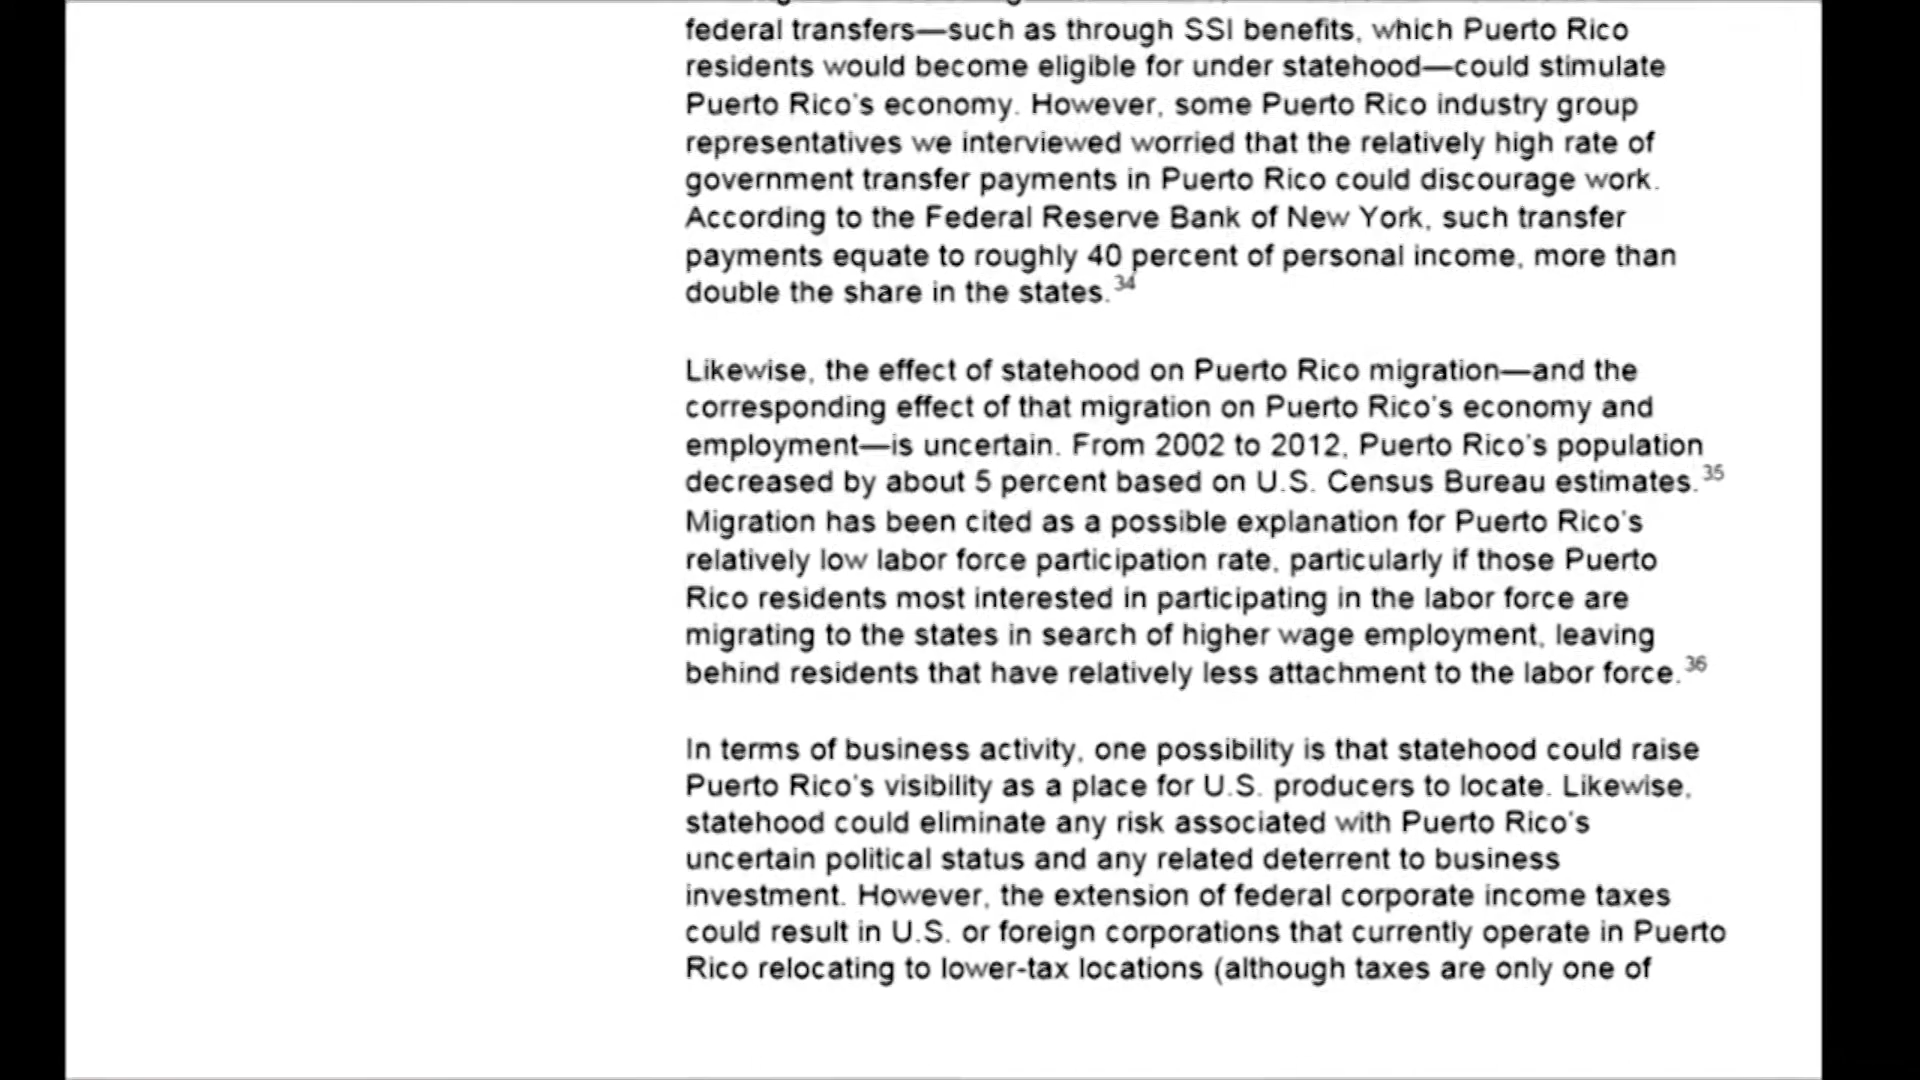 federal transfers—such as through SSI benefits, which Puerto Rico
residents would become eligible for under statehood—could stimulate
Puerto Rico's economy. However, some Puerto Rico industry group
representatives we interviewed worried that the relatively high rate of
government transfer payments in Puerto Rico could discourage work.
According to the Federal Reserve Bank of New York, such transfer
payments equate to roughly 40 percent of personal income, more than
double the share in the states.34
Likewise, the effect of statehood on Puerto Rico migration—and the
corresponding effect of that migration on Puerto Rico's economy and
employment—is uncertain. From 2002 to 2012, Puerto Rico's population
decreased by about 5 percent based on U.S. Census Bureau estimates.35
Migration has been cited as a possible explanation for Puerto Rico's
relatively low labor force participation rate, particularly if those Puerto
Rico residents most interested in participating in the labor force are
migrating to the states in search of higher wage employment, leaving
behind residents that have relatively less attachment to the labor force.36
In terms of business activity, one possibility is that statehood could raise
Puerto Rico's visibility as a place for U.S. producers to locate. Likewise,
statehood could eliminate any risk associated with Puerto Rico's
uncertain political status and any related deterrent to business
investment. However, the extension of federal corporate income taxes
could result in U.S. or foreign corporations that currently operate in Puerto
Rico relocating to lower-tax locations (although taxes are only one of